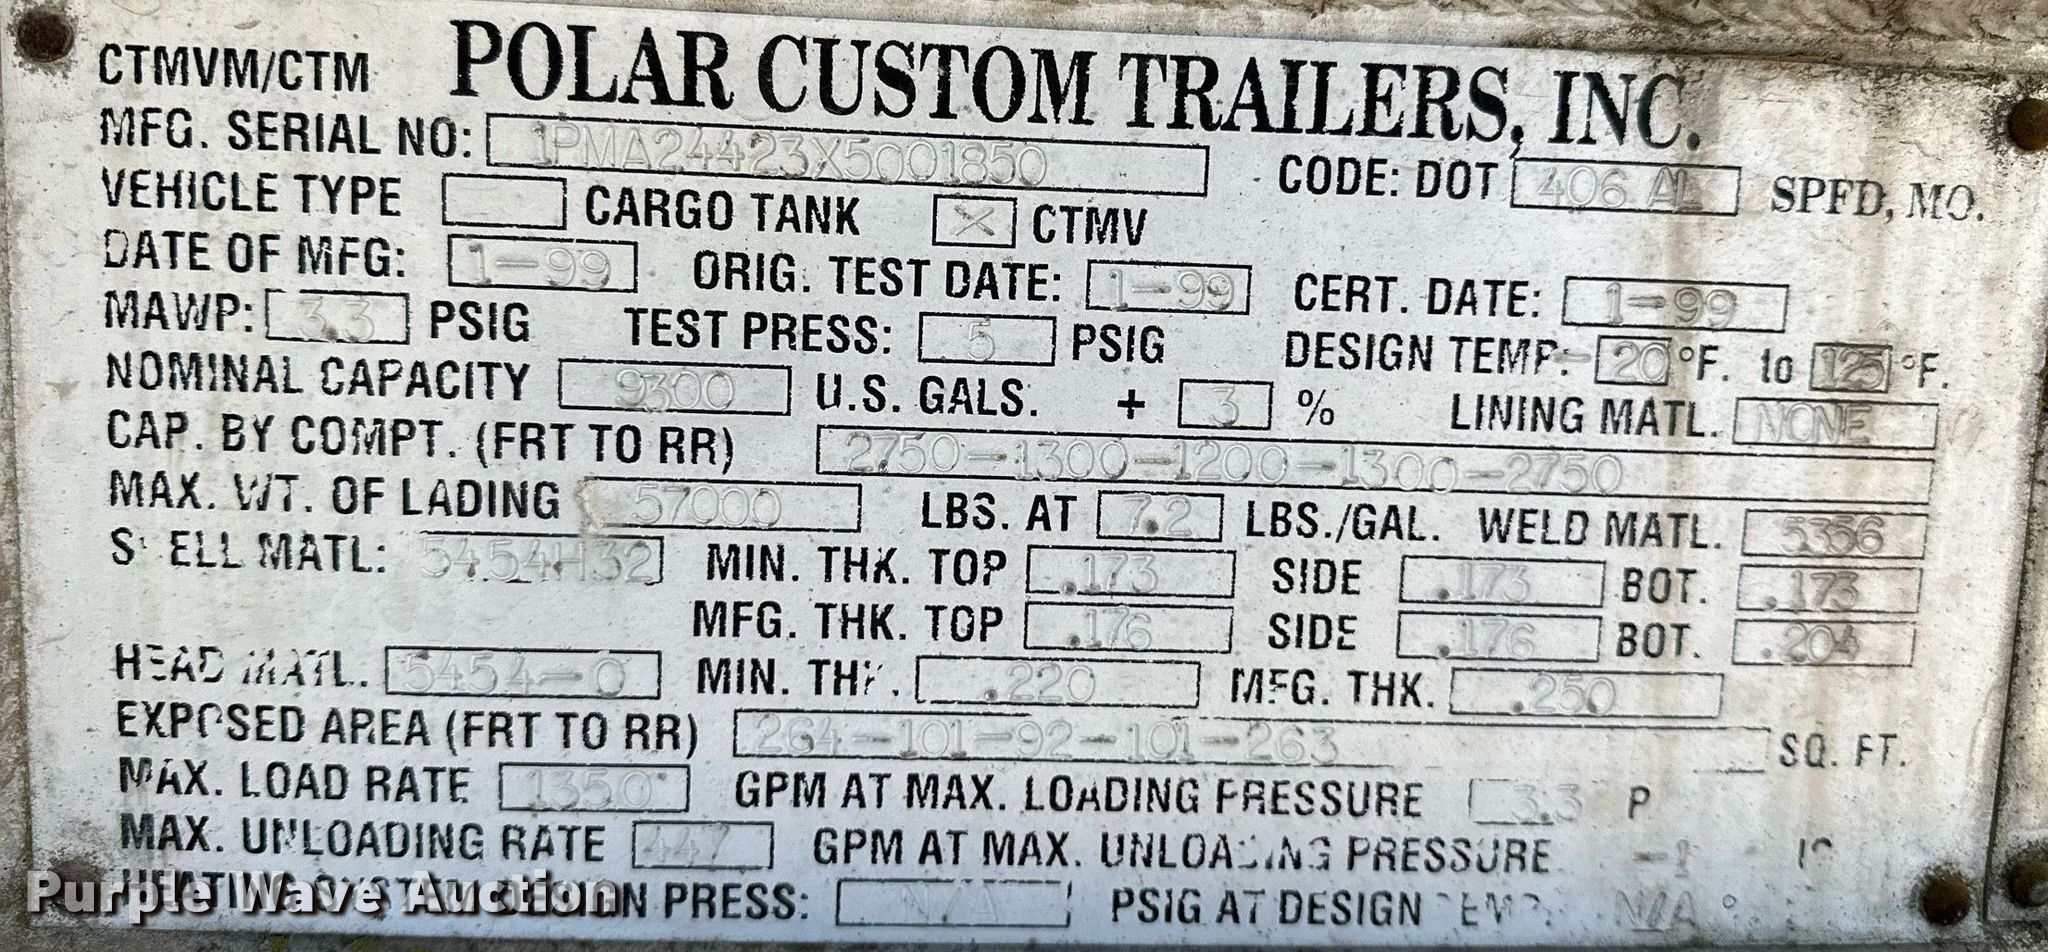 POLAR CUSTOM TRAILERS, INC.
CTMVM/CTM
MFG. SERIAL NO: 1PMA24423X5001850 CODE: DOT 406 AL SPFD, MO.
VEHICLE TYPE CARGO TANK X CTMV
DATE OF MFG: 1-99 ORIG. TEST DATE: 1-99 CERT. DATE: 1-99
MAWP: 3.3 PSIG TEST PRESS: 5 PSIG DESIGN TEMP: -20 °F. to 125 °F.
NOMINAL CAPACITY 9300 U.S. GALS. + 3 % LINING MATL. NONE
CAP. BY COMPT. (FRT TO RR) 2750-1300-1200-1300-2750
MAX. WT. OF LADING 57000 LBS. AT 7.2 LBS./GAL. WELD MATL. 5356
SHELL MATL: 5454H32 MIN. THK. TOP .173 SIDE .173 BOT. .173
MFG. THK. TOP .176 SIDE .176 BOT. .204
HEAD MATL. 5454-0 MIN. THK. .220 MFG. THK. .250
EXPOSED AREA (FRT TO RR) 264-101-92-101-263 SQ. FT.
MAX. LOAD RATE 1350 GPM AT MAX. LOADING PRESSURE 3.3 P
MAX. UNLOADING RATE 447 GPM AT MAX. UNLOADING PRESSURE -1
HEATING SYSTEM DESIGN PRESS: N/A PSIG AT DESIGN TEMP. N/A °
Purple Wave Auction